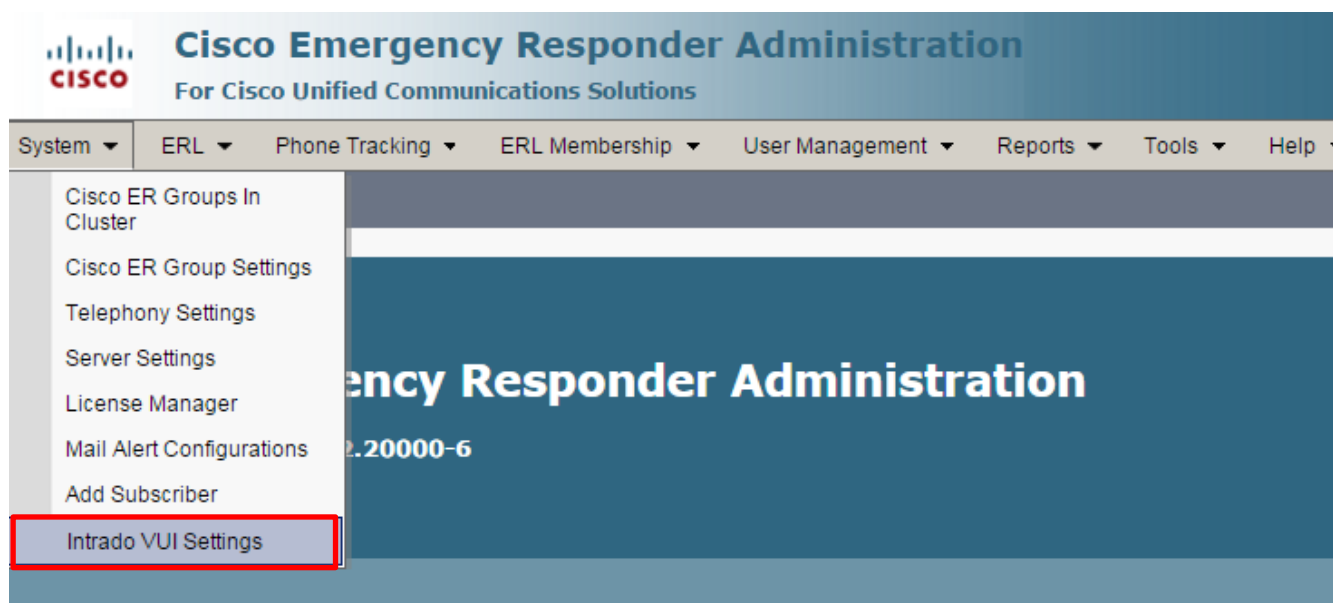 CISCO
Cisco Emergency Responder Administration
For Cisco Unified Communications Solutions
System ERL Phone Tracking ERL Membership User Management Reports Tools Help
Cisco ER Groups In
Cluster
Cisco ER Group Settings
Telephony Settings
Server Settings
License Manager
Mail Alert Configurations
Add Subscriber
Intrado VUI Settings
ency Responder Administration
2.20000-6